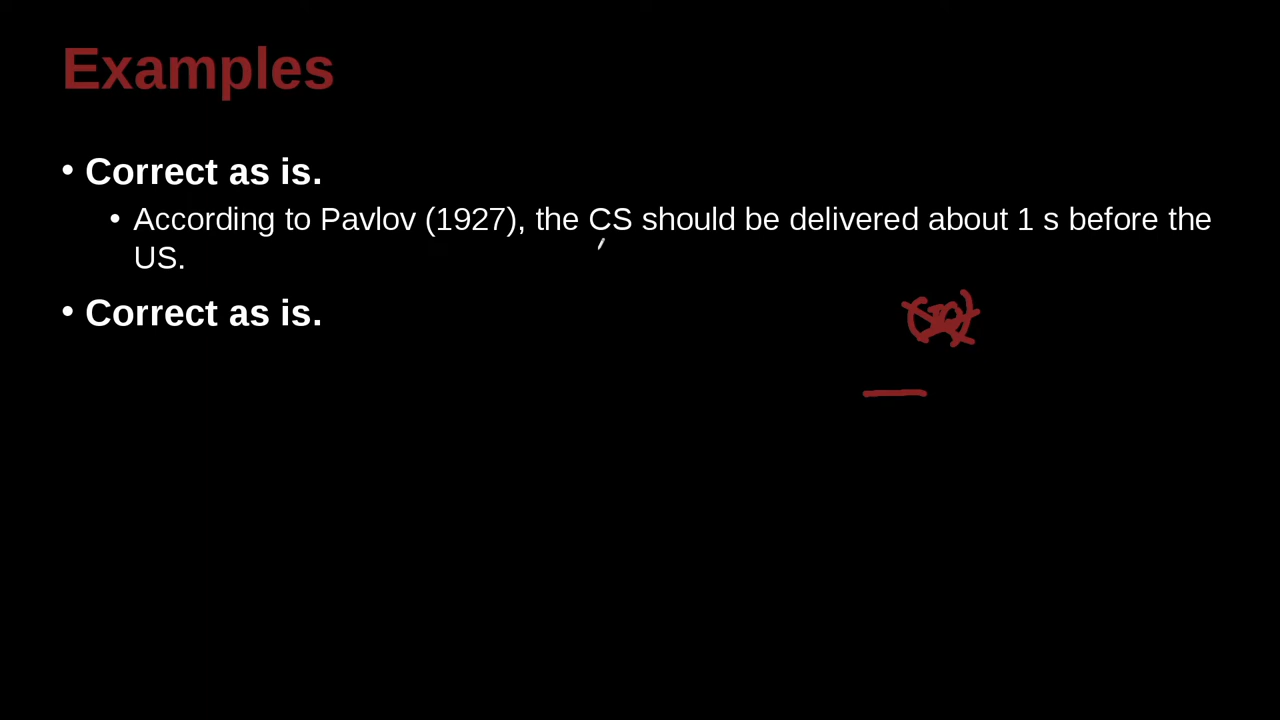 Examples
• Correct as is.
• According to Pavlov (1927), the CS should be delivered about 1 s before the
US.
• Correct as is.